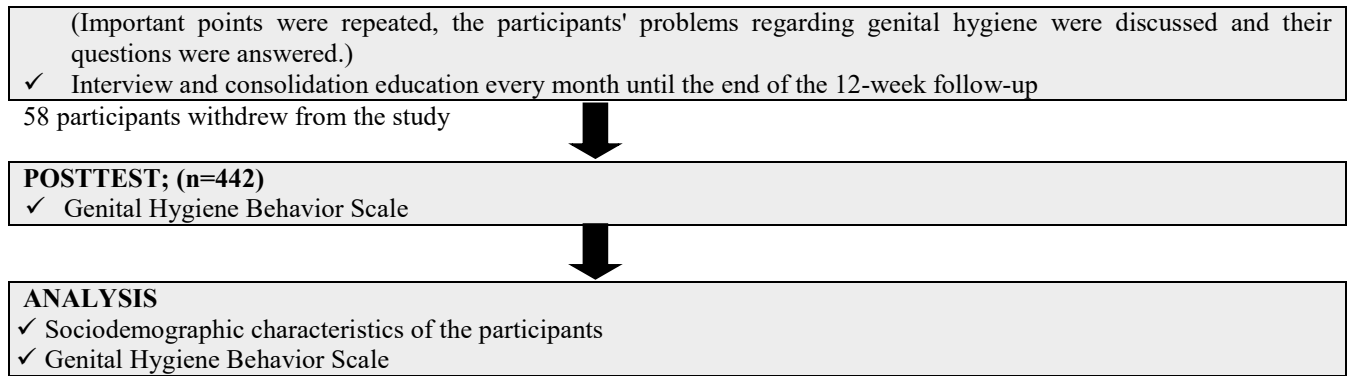 (Important points were repeated, the participants' problems regarding genital hygiene were discussed and their
questions were answered.)
✓ Interview and consolidation education every month until the end of the 12-week follow-up
58 participants withdrew from the study
POSTTEST; (n=442)
✓ Genital Hygiene Behavior Scale
ANALYSIS
✓ Sociodemographic characteristics of the participants
✓ Genital Hygiene Behavior Scale